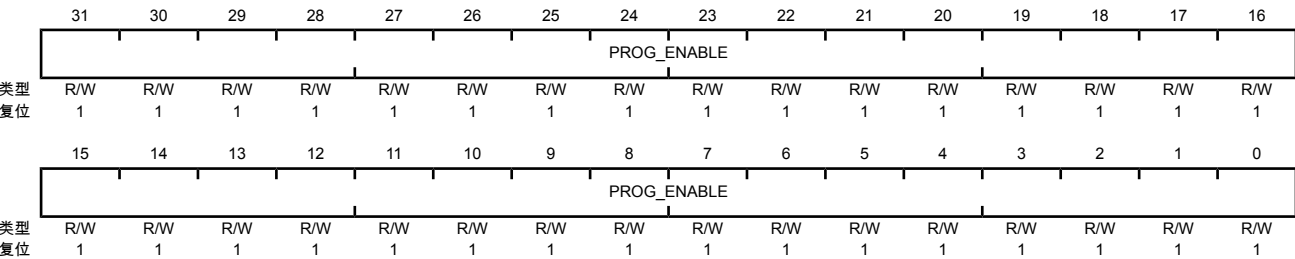 31 30 29 28 27 26 25 24 23 22 21 20 19 18 17 16
PROG_ENABLE
类型 R/W R/W R/W R/W R/W R/W R/W R/W R/W R/W R/W R/W R/W R/W R/W R/W
复位 1 1 1 1 1 1 1 1 1 1 1 1 1 1 1 1
15 14 13 12 11 10 9 8 7 6 5 4 3 2 1 0
PROG_ENABLE
类型 R/W R/W R/W R/W R/W R/W R/W R/W R/W R/W R/W R/W R/W R/W R/W R/W
复位 1 1 1 1 1 1 1 1 1 1 1 1 1 1 1 1